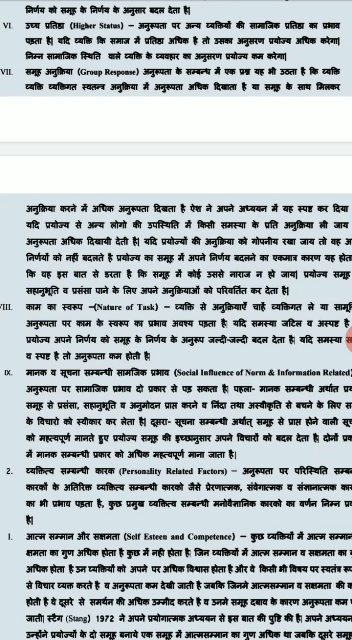 निर्णय को समूह के निर्णय के अनुसार बदल देता है|
VI. उच्च प्रतिष्ठा (Higher Status) – अनुरूपता पर अन्य व्यक्तियों की सामाजिक प्रतिष्ठा का प्रभाव
पड़ता है| यदि व्यक्ति कि समाज में प्रतिष्ठा अधिक है तो उसका अनुसरण प्रयोज्य अधिक करेगा|
निम्न सामाजिक स्थिति वाले व्यक्ति के व्यवहार का अनुसरण प्रयोज्य कम करेगा|
VII. समूह अनुक्रिया (Group Response) अनुरूपता के सम्बन्ध में एक प्रश्न यह भी उठता है कि व्यक्ति
व्यक्ति व्यक्तिगत स्वतन्त्र अनुक्रिया में अनुरूपता अधिक दिखाता है या समूह के साथ मिलकर
अनुक्रिया करने में अधिक अनुरूपता दिखता है ऐश ने अपने अध्ययन में यह स्पष्ट कर दिया
यदि प्रयोज्य से अन्य लोगो की उपस्थिति में किसी समस्या के प्रति अनुक्रिया ली जाय
अनुरूपता अधिक दिखायी देती है| यदि प्रयोज्यों की अनुक्रिया को गोपनीय रखा जाय तो वह अ
निर्णयों को नहीं बदलते है प्रयोज्य का समूह में अपने निर्णय बदलने का एकमात्र कारण यह होता
कि वह इस बात से डरता है कि समूह में कोई उससे नाराज न हो जाय| प्रयोज्य समूह
सहानुभूति व प्रसंसा पाने के लिए अपने अनुक्रियाओं को परिवर्तित कर देता है|
VIII. काम का स्वरूप –(Nature of Task) – व्यक्ति से अनुक्रियाएँ चाहें व्यक्तिगत ले या सामूहि
अनुरूपता पर काम के स्वरूप का प्रभाव अवश्य पड़ता है| यदि समस्या जटिल व अस्पष्ट है
प्रयोज्य अपने निर्णय को समूह के निर्णय के अनुरूप जल्दी-जल्दी बदल देता है| यदि समस्या स
व स्पष्ट है तो अनुरूपता कम होती है|
IX. मानक व सूचना सम्बन्धी सामाजिक प्रभाव (Social Influence of Norm & Information Related)
अनुरूपता पर सामाजिक प्रभाव दो प्रकार से पड़ सकता है| पहला- मानक सम्बन्धी अर्थात प्र
समूह से प्रसंसा, सहानुभूति व अनुमोदन प्राप्त करने व निंदा तथा अस्वीकृति से बचने के लिए स
के विचारो को स्वीकार कर लेता है| दूसरा- सूचना सम्बन्धी अर्थात् समूह से प्राप्त होने वाली सूच
को महत्वपूर्ण मानते हुए प्रयोज्य समूह की इच्छानुसार अपने विचारों को बदल देता है| दोनों प्रक
में मानक सम्बन्धी प्रकार को अधिक महत्वपूर्ण माना जाता है|
2. व्यक्तित्व सम्बन्धी कारक (Personality Related Factors) – अनुरूपता पर परिस्थिति सम्ब
कारकों के अतिरिक्त व्यक्तित्व सम्बन्धी कारको जैसे प्रेरणात्मक, संवेगात्मक व संज्ञानात्मक कार
का भी प्रभाव पड़ता है, कुछ प्रमुख व्यक्तित्व सम्बन्धी मनोवैज्ञानिक कारको का वर्णन निम्न प्र
है|
I. आत्म सम्मान और सक्षमता (Self Esteen and Competence) – कुछ व्यक्तियों में आत्म सम्मान
क्षमता का गुण अधिक होता है कुछ में नही होता है| जिन व्यक्तियों में आत्म सम्मान व सक्षमता का
अधिक होता है उन व्यक्तियों को अपने पर अधिक विश्वास होता है और वे किसी भी विषय पर स्वतंत्र रू
से विचार व्यक्त करते है व अनुरूपता कम देखी जाती है जबकि जिनमे आत्मसम्मान व सक्षमता की क
होती है वे दूसरे से समर्थन की अधिक उम्मीद करते है व उनमे समूह दबाव के कारण अनुरूपता कम
जाती| स्टैंग (Stang) 1972 ने अपने प्रयोगात्मक अध्ययन से इस बात की पुष्टि की है| अपने अध्ययन
उन्होंने प्रयोज्यों के दो समूह बनाये एक समूह में आत्मसम्मान का गुण अधिक था जबकि दूसरे समू